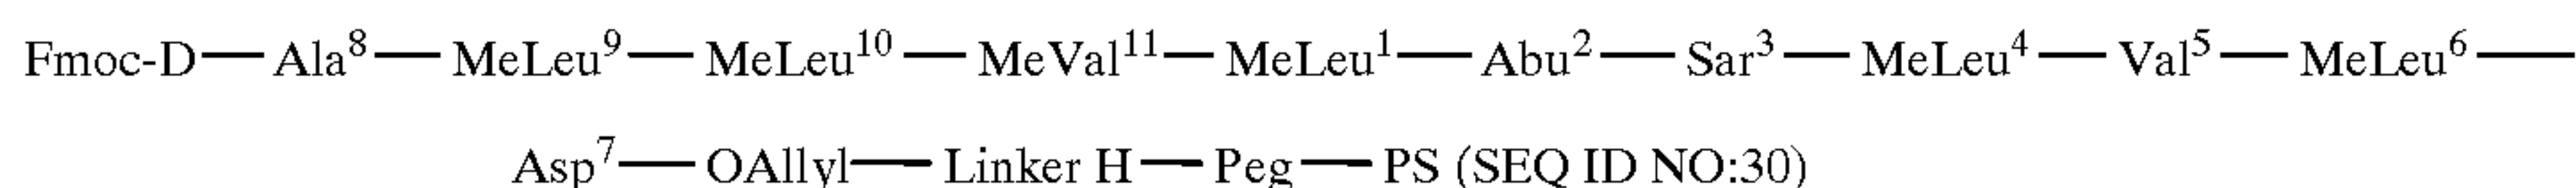 Fmoc-D—Ala⁸—MeLeu⁹—MeLeu¹⁰—MeVal¹¹—MeLeu¹—Abu²—Sar³—MeLeu⁴—Val⁵—MeLeu⁶—
Asp⁷—OAllyl—Linker H—Peg—PS (SEQ ID NO:30)